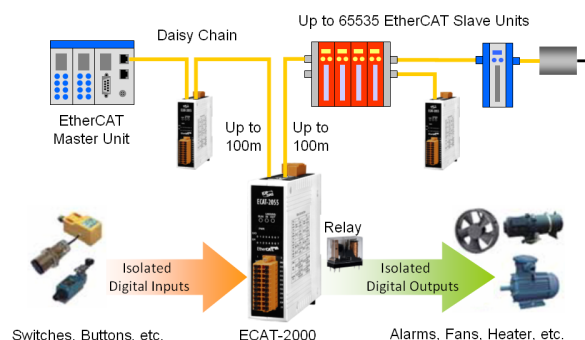 Daisy Chain
Up to 65535 EtherCAT Slave Units
EtherCAT
Master Unit
Up to
100m
Up to
100m
ECAT-2055
Relay
Isolated
Digital Inputs
Isolated
Digital Outputs
Switches, Buttons, etc.
ECAT-2000
Alarms, Fans, Heater, etc.